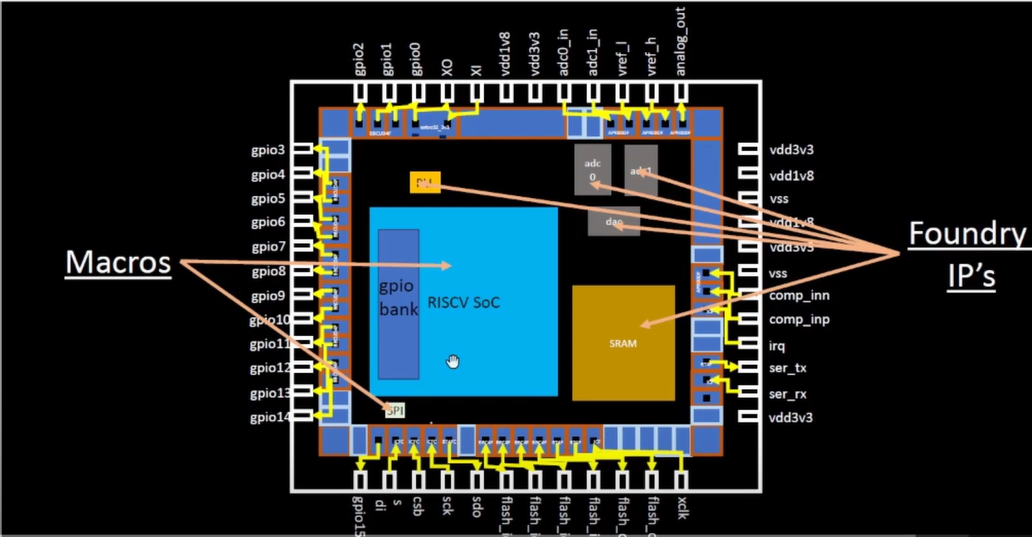 gpio2
gpio1
gpio0
XO
XI
vdd1v8
vdd3v3
adc0_in
adc1_in
vref_l
vref_h
analog_out
gpio3
gpio4
gpio5
gpio6
gpio7
gpio8
gpio9
gpio10
gpio11
gpio12
gpio13
gpio14
Macros
adc
0
adc1
dac
gpio
bank
RISCV SoC
SRAM
SPI
vdd3v3
vdd1v8
vss
vdd1v8
vdd3v3
vss
comp_inn
comp_inp
irq
ser_tx
ser_rx
vdd3v3
Foundry
IP's
gpio15
di
s
csb
sck
sdo
flash_i
flash_i
flash_i
flash_i
flash_c
flash_c
xclk